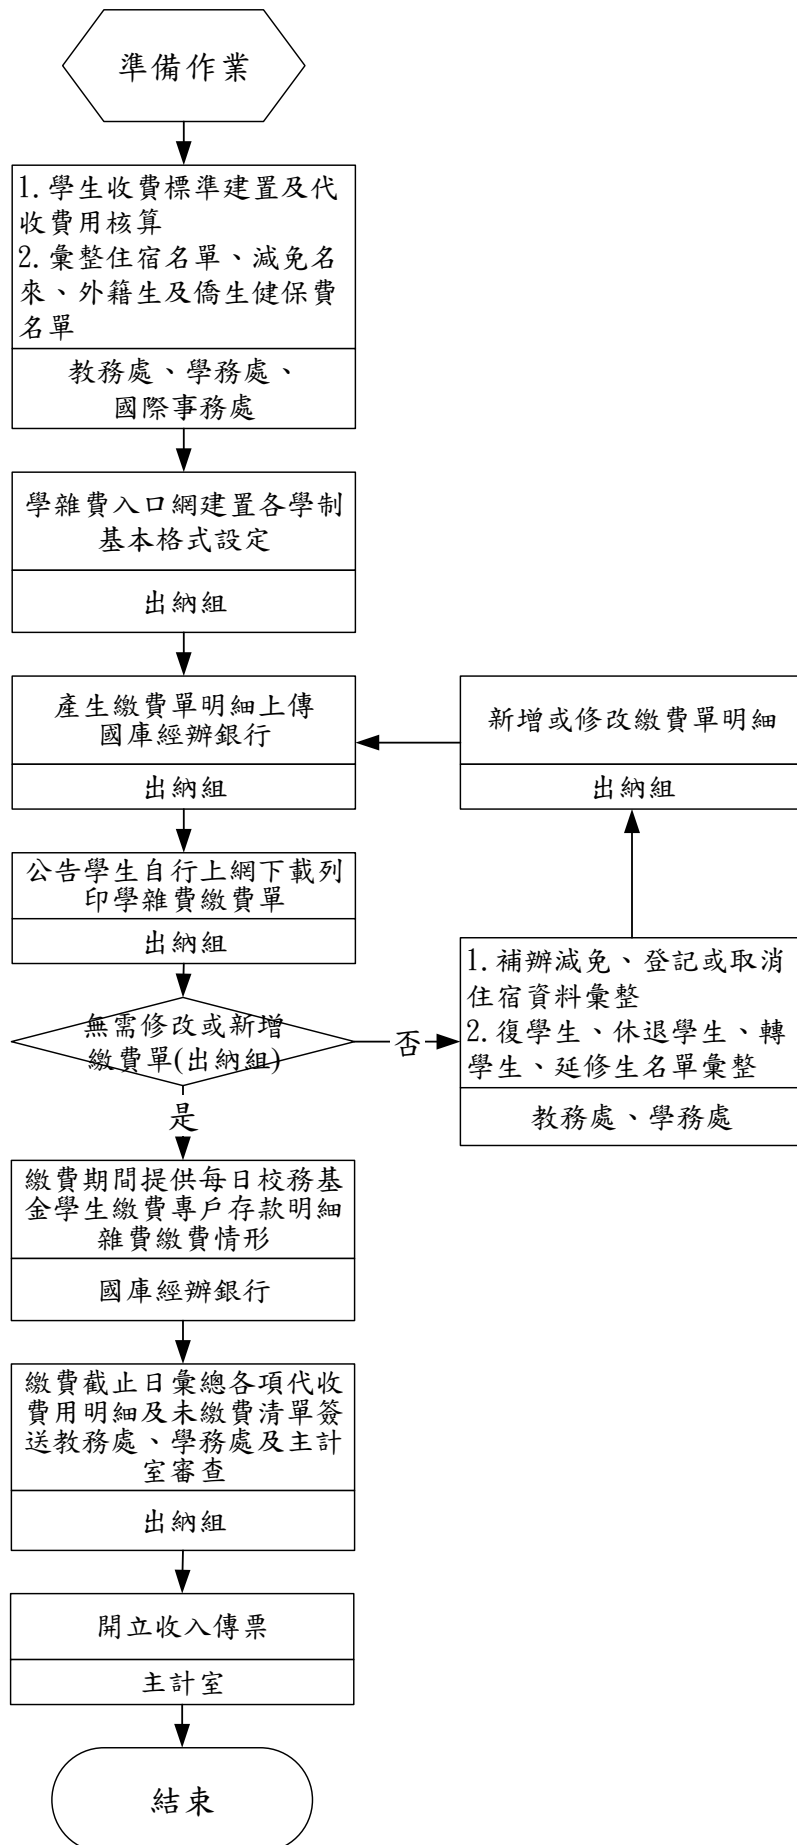 準備作業
1. 學生收費標準建置及代
收費用核算
2. 彙整住宿名單、減免名
來、外籍生及僑生健保費
名單
教務處、學務處、
國際事務處
學雜費入口網建置各學制
基本格式設定
出納組
產生繳費單明細上傳
國庫經辦銀行
出納組
新增或修改繳費單明細
出納組
公告學生自行上網下載列
印學雜費繳費單
出納組
無需修改或新增
繳費單(出納組)
否
1. 補辦減免、登記或取消
住宿資料彙整
2. 復學生、休退學生、轉
學生、延修生名單彙整
教務處、學務處
是
繳費期間提供每日校務基
金學生繳費專戶存款明細
雜費繳費情形
國庫經辦銀行
繳費截止日彙總各項代收
費用明細及未繳費清單簽
送教務處、學務處及主計
室審查
出納組
開立收入傳票
主計室
結束